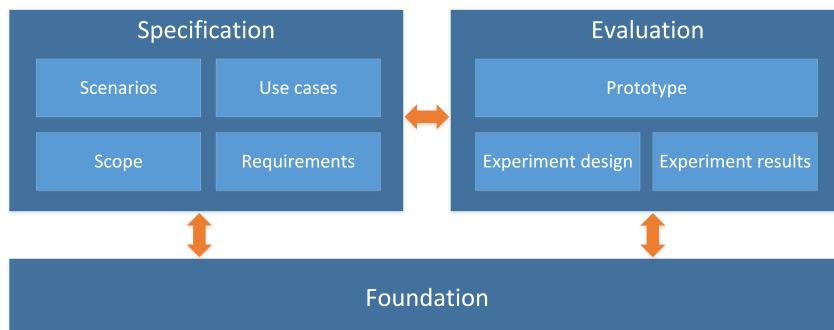 Specification
Scenarios
Use cases
Scope
Requirements
Evaluation
Prototype
Experiment design
Experiment results
Foundation